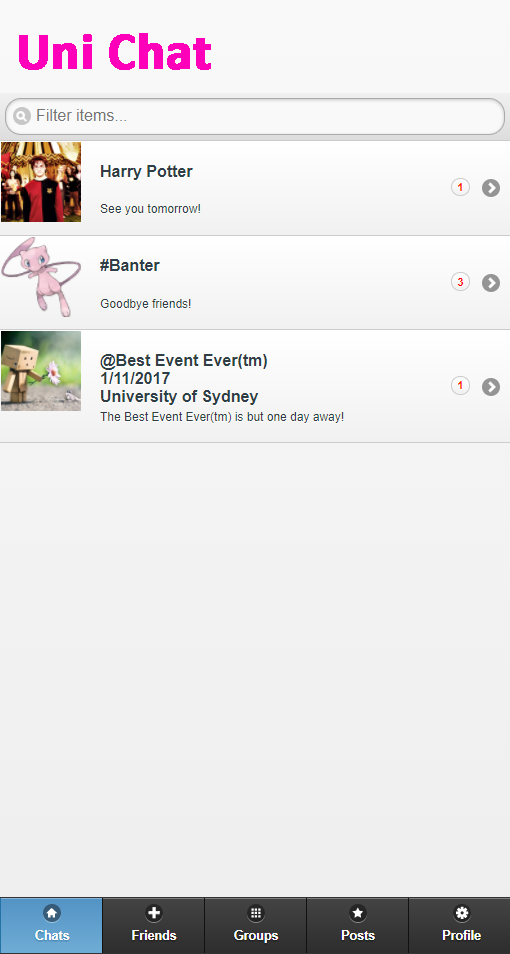 Uni Chat
Filter items...
Harry Potter
1
See you tomorrow!
#Banter
3
Goodbye friends!
@Best Event Ever(tm)
1/11/2017
1
University of Sydney
The Best Event Ever(tm) is but one day away!
Chats Friends Groups Posts Profile